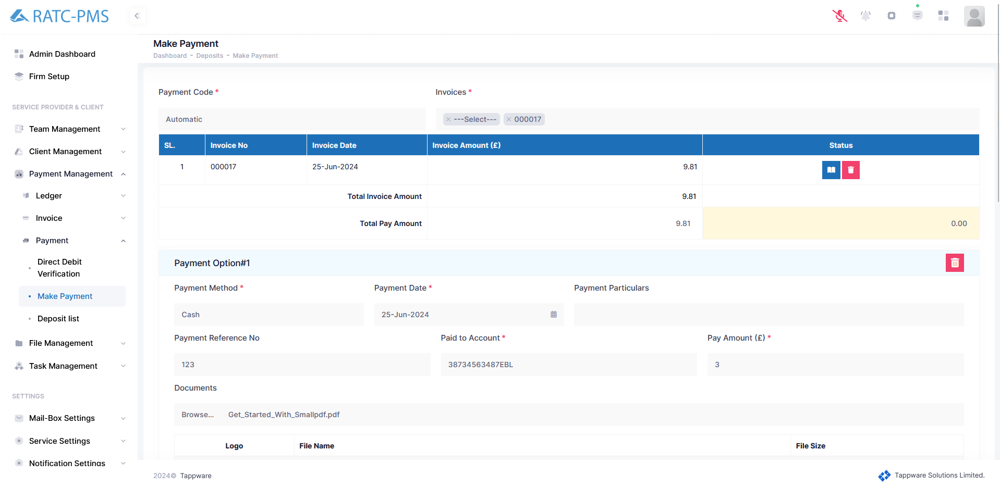 RATC-PMS
Admin Dashboard
Firm Setup
SERVICE PROVIDER & CLIENT
Team Management
Client Management
Payment Management
Ledger
Invoice
Payment
Direct Debit
Verification
Make Payment
Deposit list
File Management
Task Management
SETTINGS
Mail-Box Settings
Service Settings
Notification Settings
Make Payment
Dashboard - Deposits - Make Payment
Payment Code * Invoices *
Automatic × ---Select--- × 000017
SL. Invoice No Invoice Date Invoice Amount (£) Status
1 000017 25-Jun-2024 9.81
Total Invoice Amount 9.81
Total Pay Amount 9.81 0.00
Payment Option#1
Payment Method * Payment Date * Payment Particulars
Cash 25-Jun-2024
Payment Reference No Paid to Account * Pay Amount (£) *
123 38734563487EBL 3
Documents
Browse... Get_Started_With_Smallpdf.pdf
Logo File Name File Size
2024© Tappware Tappware Solutions Limited.